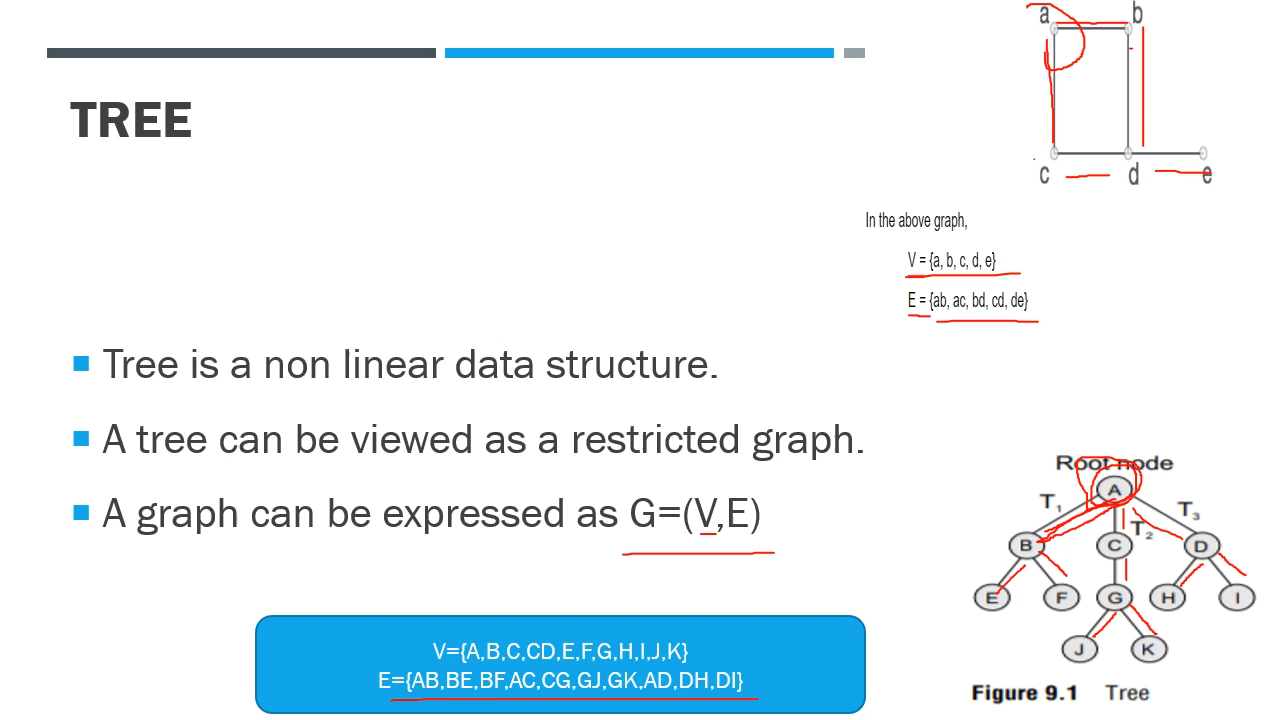 TREE
Tree is a non linear data structure.
A tree can be viewed as a restricted graph.
A graph can be expressed as G=(V,E)
V={A,B,C,CD,E,F,G,H,I,J,K}
E={AB,BE,BF,AC,CG,GJ,GK,AD,DH,DI}
a b
c d e
In the above graph,
V = {a, b, c, d, e}
E = {ab, ac, bd, cd, de}
Root node
A
T1 T2 T3
B C D
E F G H I
J K
Figure 9.1 Tree